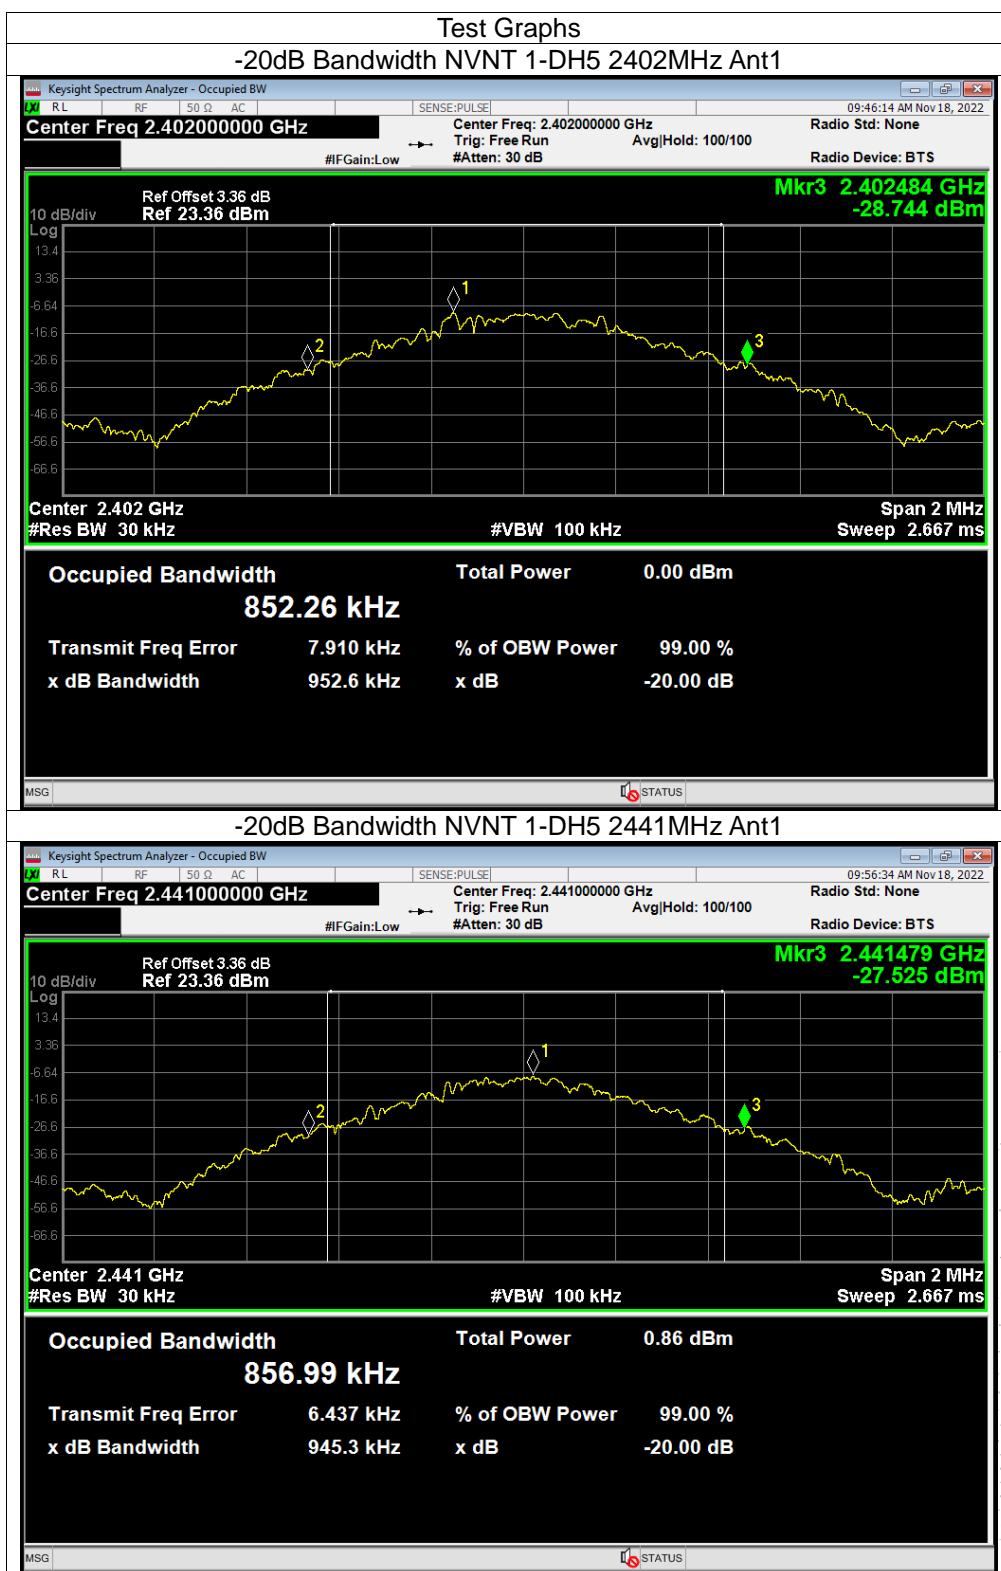 Test Graphs
-20dB Bandwidth NVNT 1-DH5 2402MHz Ant1
Keysight Spectrum Analyzer - Occupied BW
LXI RL RF 50 Ω AC SENSE:PULSE 09:46:14 AM Nov 18, 2022
Center Freq 2.402000000 GHz Center Freq: 2.402000000 GHz Radio Std: None
Trig: Free Run Avg|Hold: 100/100
#IFGain:Low #Atten: 30 dB Radio Device: BTS
Mkr3 2.402484 GHz
-28.744 dBm
Ref Offset 3.36 dB
10 dB/div Ref 23.36 dBm
Log
13.4
3.36
-6.64
-16.6
-26.6
-36.6
-46.6
-56.6
-66.6
1
2
3
Center 2.402 GHz Span 2 MHz
#Res BW 30 kHz #VBW 100 kHz Sweep 2.667 ms
Occupied Bandwidth Total Power 0.00 dBm
852.26 kHz
Transmit Freq Error 7.910 kHz % of OBW Power 99.00 %
x dB Bandwidth 952.6 kHz x dB -20.00 dB
MSG STATUS
-20dB Bandwidth NVNT 1-DH5 2441MHz Ant1
Keysight Spectrum Analyzer - Occupied BW
LXI RL RF 50 Ω AC SENSE:PULSE 09:56:34 AM Nov 18, 2022
Center Freq 2.441000000 GHz Center Freq: 2.441000000 GHz Radio Std: None
Trig: Free Run Avg|Hold: 100/100
#IFGain:Low #Atten: 30 dB Radio Device: BTS
Mkr3 2.441479 GHz
-27.525 dBm
Ref Offset 3.36 dB
10 dB/div Ref 23.36 dBm
Log
13.4
3.36
-6.64
-16.6
-26.6
-36.6
-46.6
-56.6
-66.6
1
2
3
Center 2.441 GHz Span 2 MHz
#Res BW 30 kHz #VBW 100 kHz Sweep 2.667 ms
Occupied Bandwidth Total Power 0.86 dBm
856.99 kHz
Transmit Freq Error 6.437 kHz % of OBW Power 99.00 %
x dB Bandwidth 945.3 kHz x dB -20.00 dB
MSG STATUS